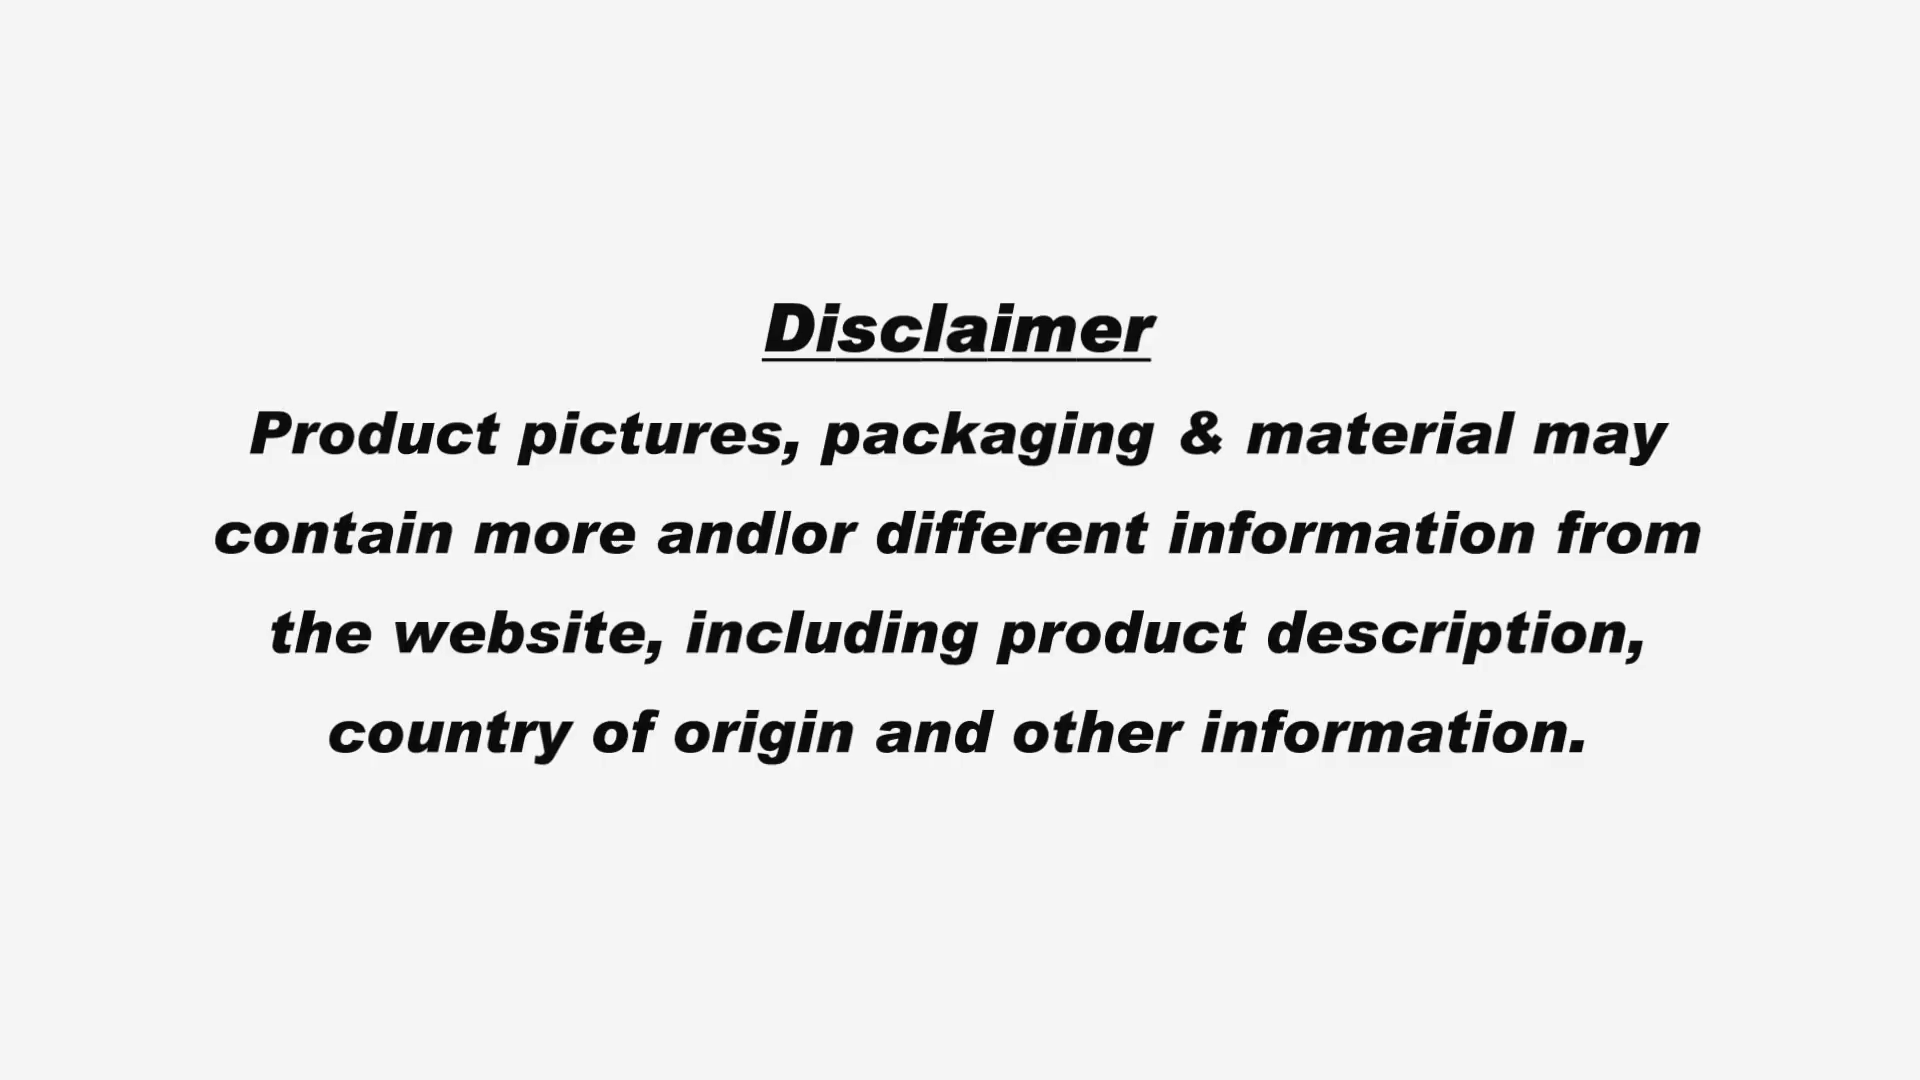 Disclaimer
Product pictures, packaging & material may
contain more and/or different information from
the website, including product description,
country of origin and other information.